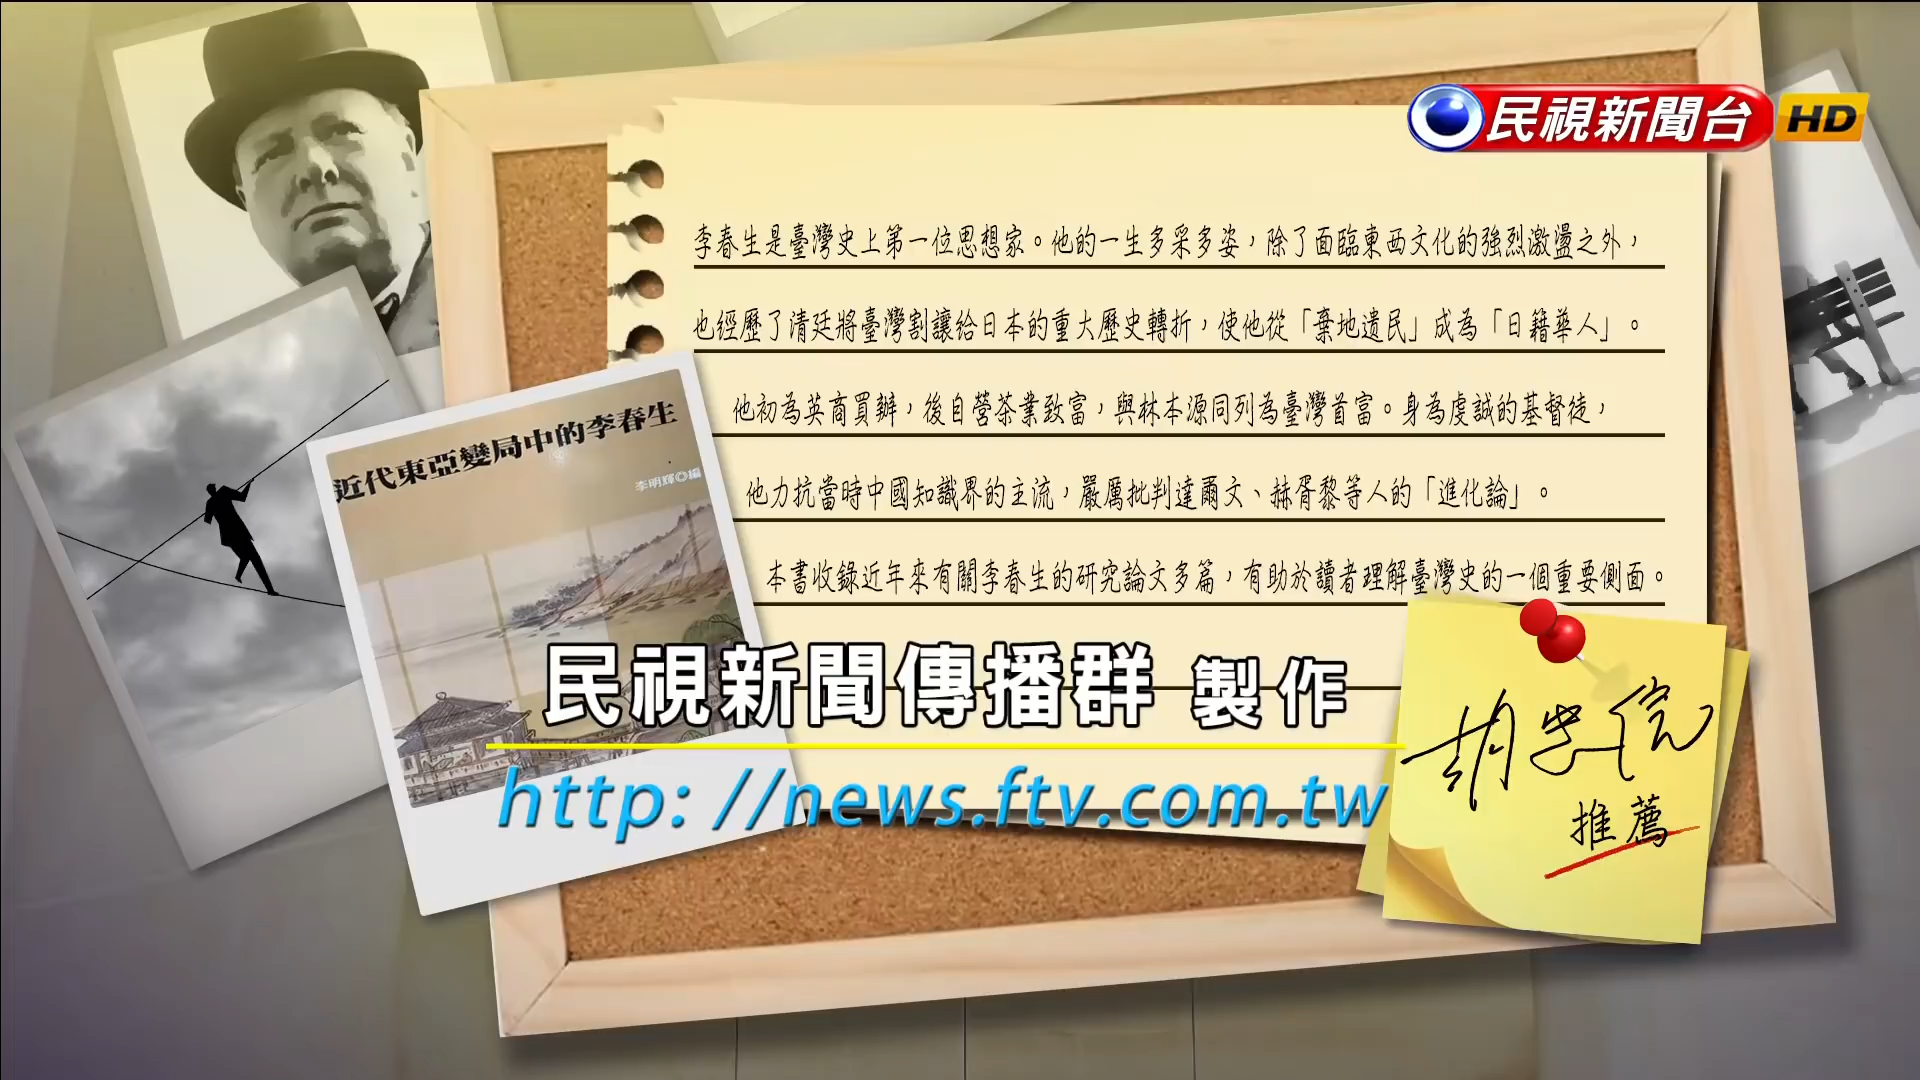 民視新聞台 HD
李春生是臺灣史上第一位思想家。他的一生多采多姿，除了面臨東西文化的強烈激盪之外，
也經歷了清廷將臺灣割讓給日本的重大歷史轉折，使他從「棄地遺民」成為「日籍華人」。
他初為英商買辦，後自營茶業致富，與林本源同列為臺灣首富。身為虔誠的基督徒，
他力抗當時中國知識界的主流，嚴厲批判達爾文、赫胥黎等人的「進化論」。
本書收錄近年來有關李春生的研究論文多篇，有助於讀者理解臺灣史的一個重要側面。
近代東亞變局中的李春生
李明輝◎編
民視新聞傳播群 製作
http: //news.ftv.com.tw
胡忠信
推薦